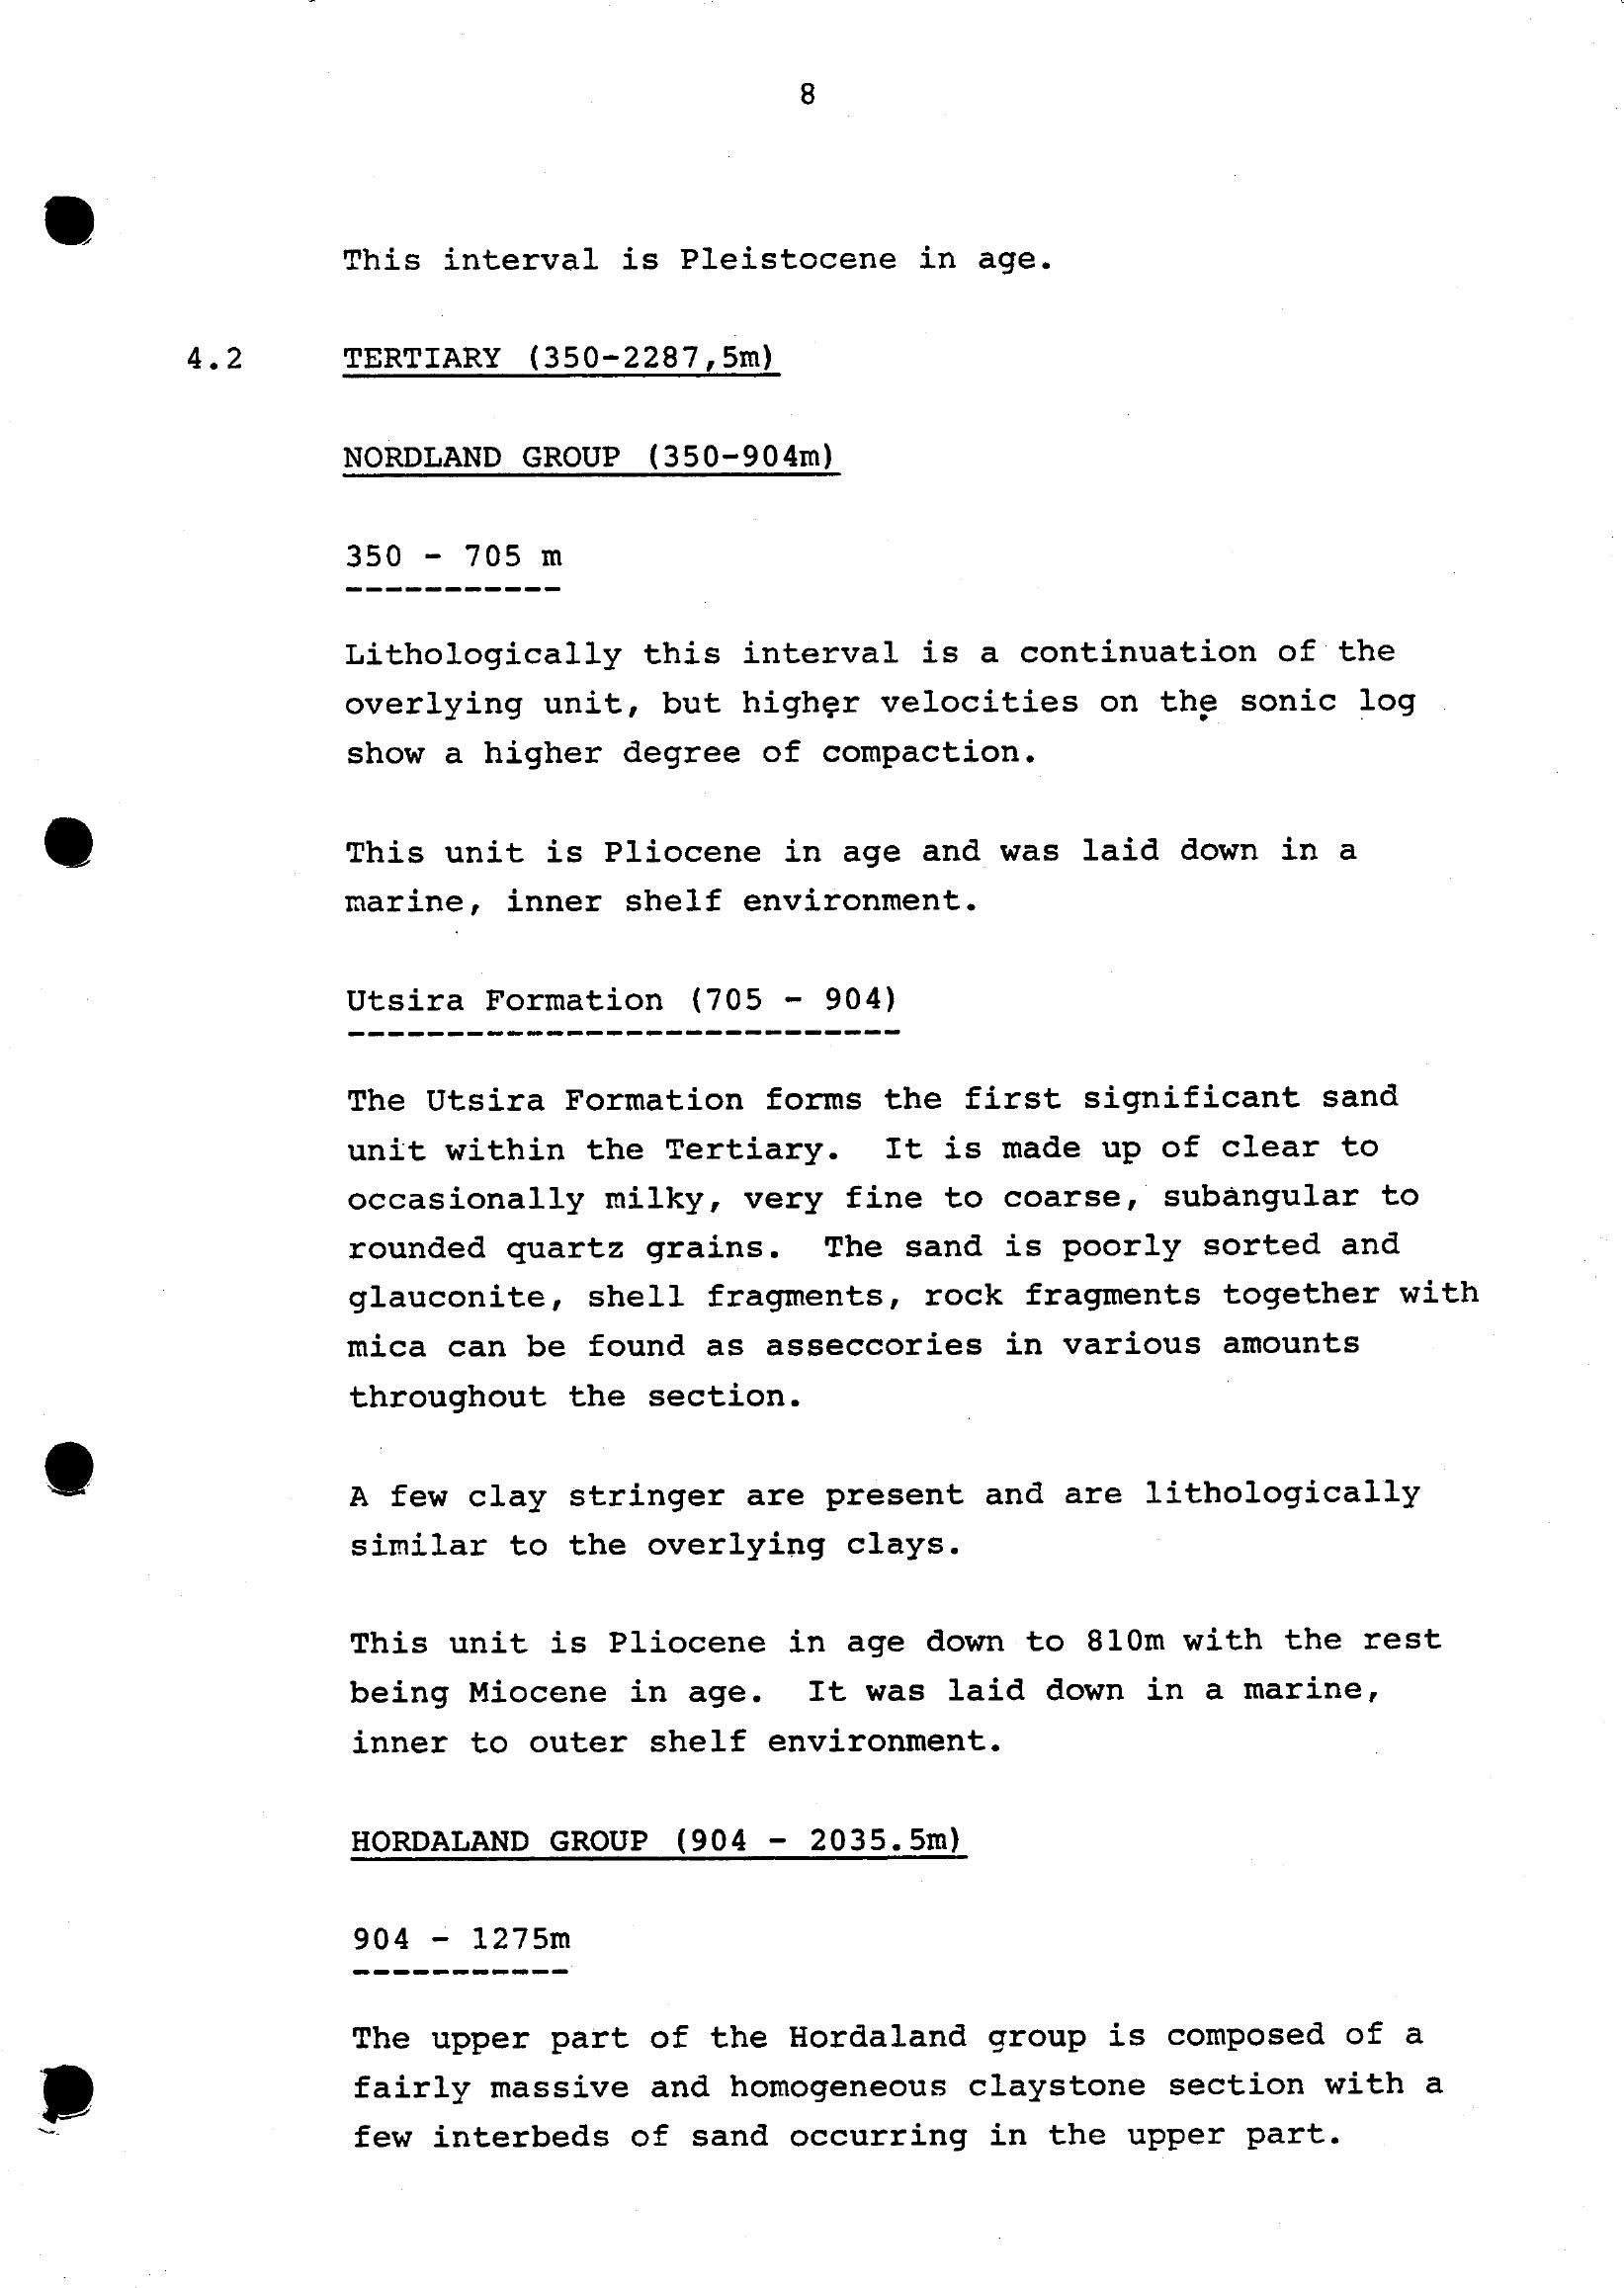 8
This interval is Pleistocene in age.
4.2 TERTIARY (350-2287,5m)
NORDLAND GROUP (350-904m)
350 - 705 m
Lithologically this interval is a continuation of the
overlying unit, but higher velocities on the sonic log
show a higher degree of compaction.
This unit is Pliocene in age and was laid down in a
marine, inner shelf environment.
Utsira Formation (705 - 904)
The Utsira Formation forms the first significant sand
unit within the Tertiary. It is made up of clear to
occasionally milky, very fine to coarse, subangular to
rounded quartz grains. The sand is poorly sorted and
glauconite, shell fragments, rock fragments together with
mica can be found as asseccories in various amounts
throughout the section.
A few clay stringer are present and are lithologically
similar to the overlying clays.
This unit is Pliocene in age down to 810m with the rest
being Miocene in age. It was laid down in a marine,
inner to outer shelf environment.
HORDALAND GROUP (904 - 2035.5m)
904 - 1275m
The upper part of the Hordaland group is composed of a
fairly massive and homogeneous claystone section with a
few interbeds of sand occurring in the upper part.